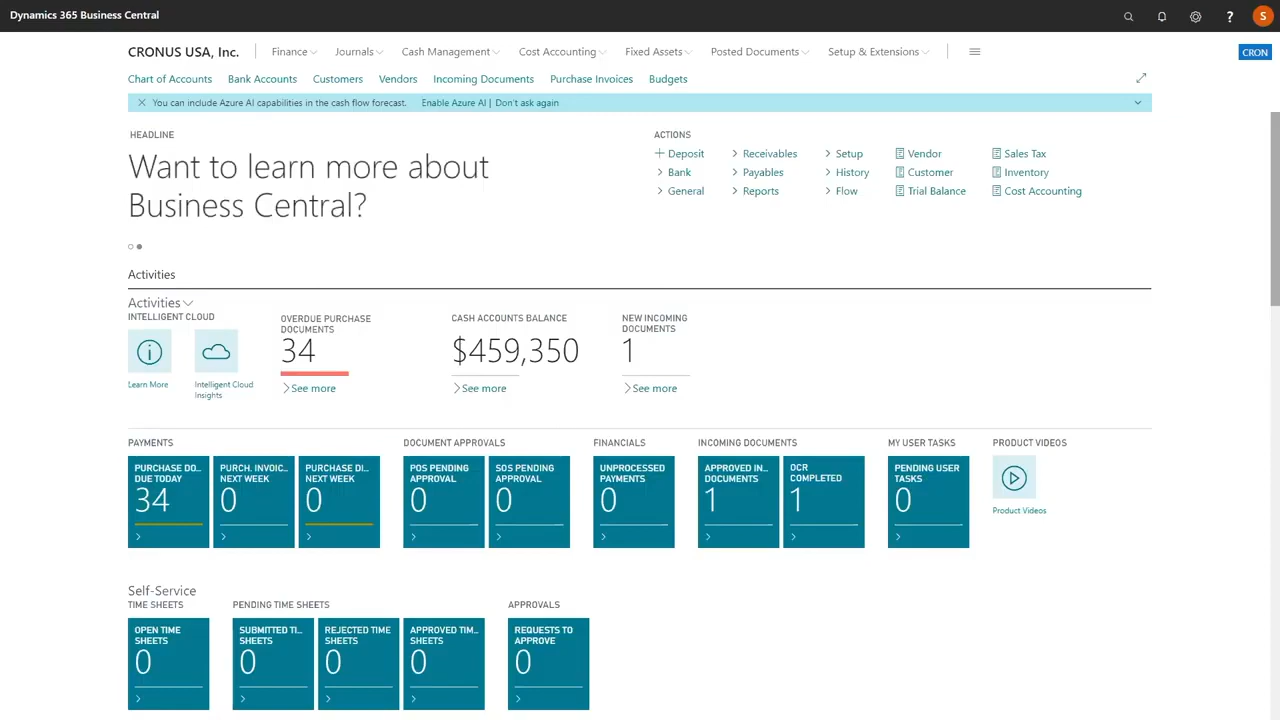 Dynamics 365 Business Central
?
S
CRONUS USA, Inc.
Finance
Journals
Cash Management
Cost Accounting
Fixed Assets
Posted Documents
Setup & Extensions
CRON
Chart of Accounts
Bank Accounts
Customers
Vendors
Incoming Documents
Purchase Invoices
Budgets
You can include Azure AI capabilities in the cash flow forecast. Enable Azure AI | Don't ask again
HEADLINE
Want to learn more about
Business Central?
ACTIONS
Deposit
Receivables
Setup
Vendor
Sales Tax
Bank
Payables
History
Customer
Inventory
General
Reports
Flow
Trial Balance
Cost Accounting
Activities
Activities
INTELLIGENT CLOUD
Learn More
Intelligent Cloud
Insights
OVERDUE PURCHASE
DOCUMENTS
34
See more
CASH ACCOUNTS BALANCE
$459,350
See more
NEW INCOMING
DOCUMENTS
1
See more
PAYMENTS
PURCHASE DO...
DUE TODAY
34
PURCH. INVOIC...
NEXT WEEK
0
PURCHASE DI...
NEXT WEEK
0
DOCUMENT APPROVALS
POS PENDING
APPROVAL
0
SOS PENDING
APPROVAL
0
FINANCIALS
UNPROCESSED
PAYMENTS
0
INCOMING DOCUMENTS
APPROVED IN...
DOCUMENTS
1
OCR
COMPLETED
1
MY USER TASKS
PENDING USER
TASKS
0
PRODUCT VIDEOS
Product Videos
Self-Service
TIME SHEETS
OPEN TIME
SHEETS
0
PENDING TIME SHEETS
SUBMITTED TI...
SHEETS
0
REJECTED TIME
SHEETS
0
APPROVED TIM...
SHEETS
0
APPROVALS
REQUESTS TO
APPROVE
0